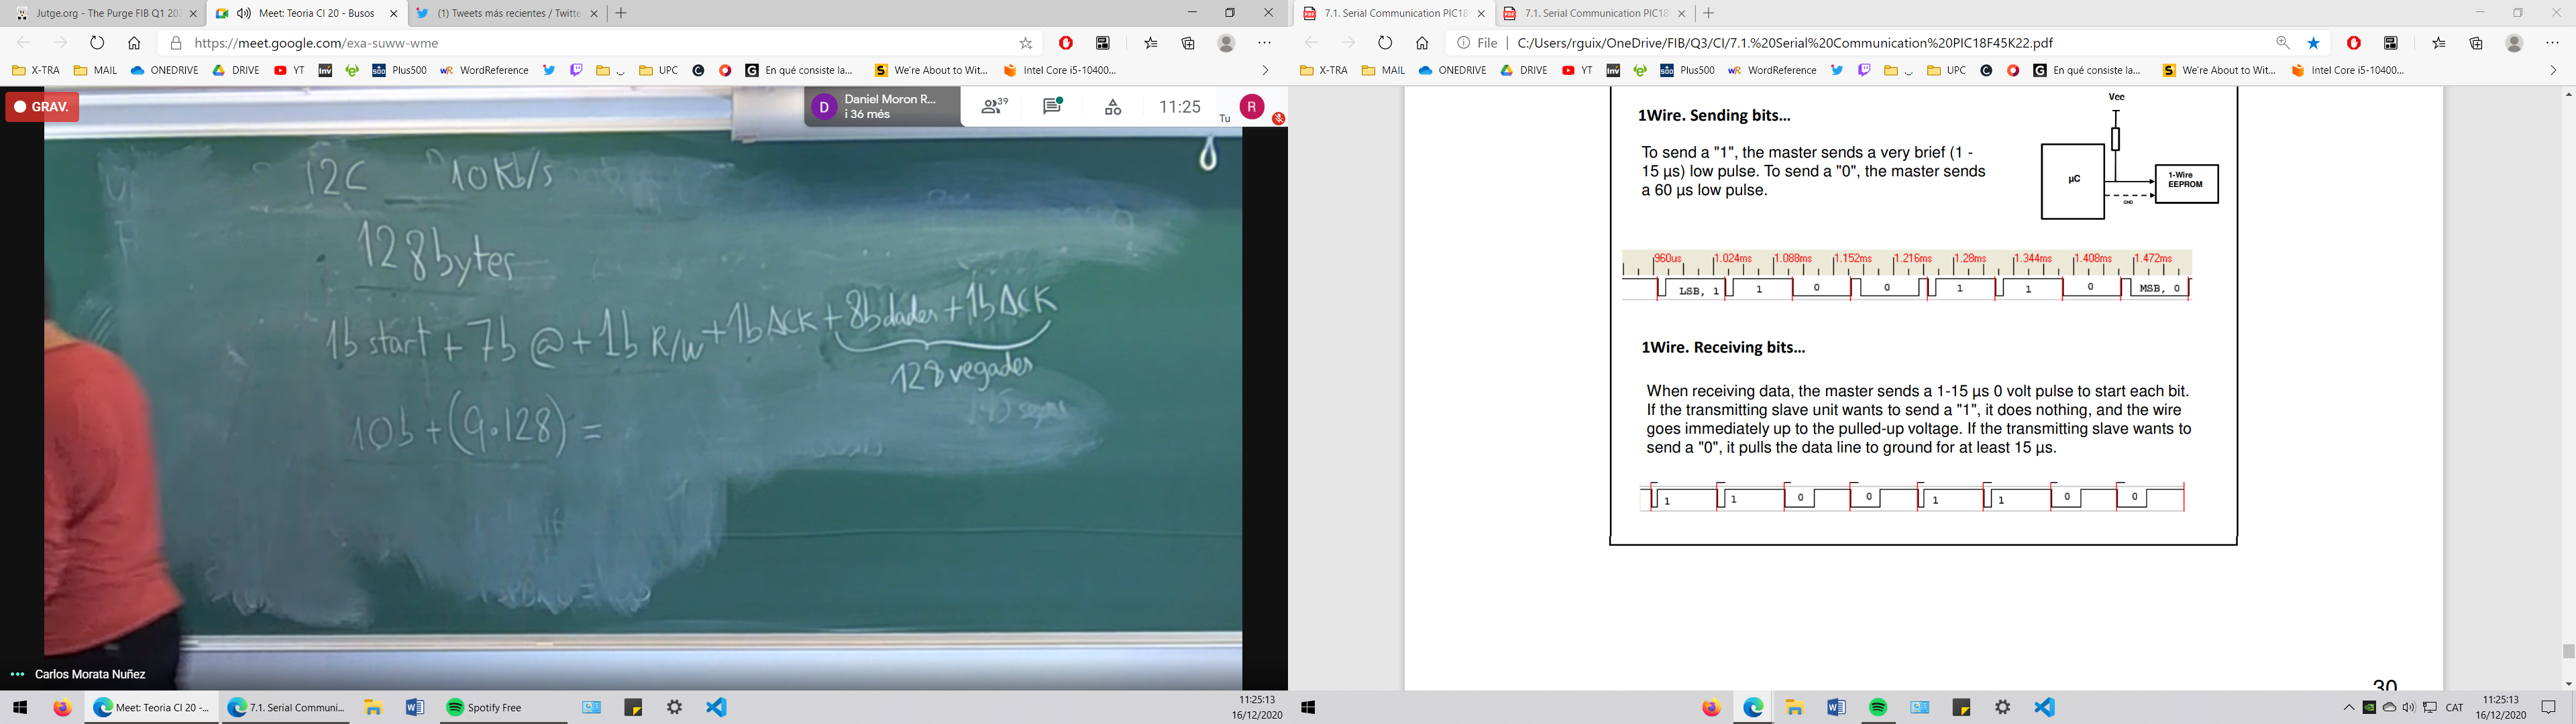 Jutge.org - The Purge FIB Q1 20
Meet: Teoria CI 20 - Busos
(1) Tweets más recientes / Twitte
7.1. Serial Communication PIC18
7.1. Serial Communication PIC18
https://meet.google.com/exa-suww-wme
File
C:/Users/rguix/OneDrive/FIB/Q3/CI/7.1.%20Serial%20Communication%20PIC18F45K22.pdf
X-TRA MAIL ONEDRIVE DRIVE YT Inv Plus500 WordReference UPC En qué consiste la... We're About to Wit... Intel Core i5-10400...
X-TRA MAIL ONEDRIVE DRIVE YT Inv Plus500 WordReference UPC En qué consiste la... We're About to Wit... Intel Core i5-10400...
GRAV.
D
Daniel Moron R...
i 36 més
39
11:25
Tu
R
I2C 10Kb/s
128bytes
1b start + 7b @ + 1b R/W + 1b ACK + 8b dades + 1b ACK
128 vegades
10b + (9·128) =
Carlos Morata Nuñez
1Wire. Sending bits...
To send a "1", the master sends a very brief (1 -
15 µs) low pulse. To send a "0", the master sends
a 60 µs low pulse.
Vcc
µC
1-Wire
EEPROM
GND
960us 1.024ms 1.088ms 1.152ms 1.216ms 1.28ms 1.344ms 1.408ms 1.472ms
LSB, 1 1 0 0 1 1 0 MSB, 0
1Wire. Receiving bits...
When receiving data, the master sends a 1-15 µs 0 volt pulse to start each bit.
If the transmitting slave unit wants to send a "1", it does nothing, and the wire
goes immediately up to the pulled-up voltage. If the transmitting slave wants to
send a "0", it pulls the data line to ground for at least 15 µs.
1 1 0 0 1 1 0 0
30
Meet: Teoria CI 20 -...
7.1. Serial Communi...
Spotify Free
11:25:13
16/12/2020
CAT
11:25:13
16/12/2020